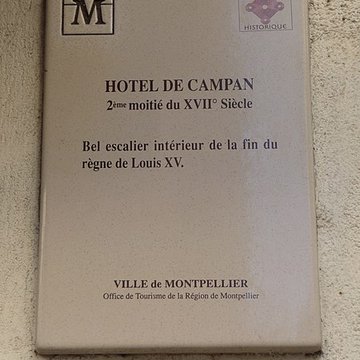 M
HISTORIQUE
HOTEL DE CAMPAN
2ème moitié du XVII° Siècle
Bel escalier intérieur de la fin du
règne de Louis XV.
VILLE de MONTPELLIER
Office de Tourisme de la Région de Montpellier